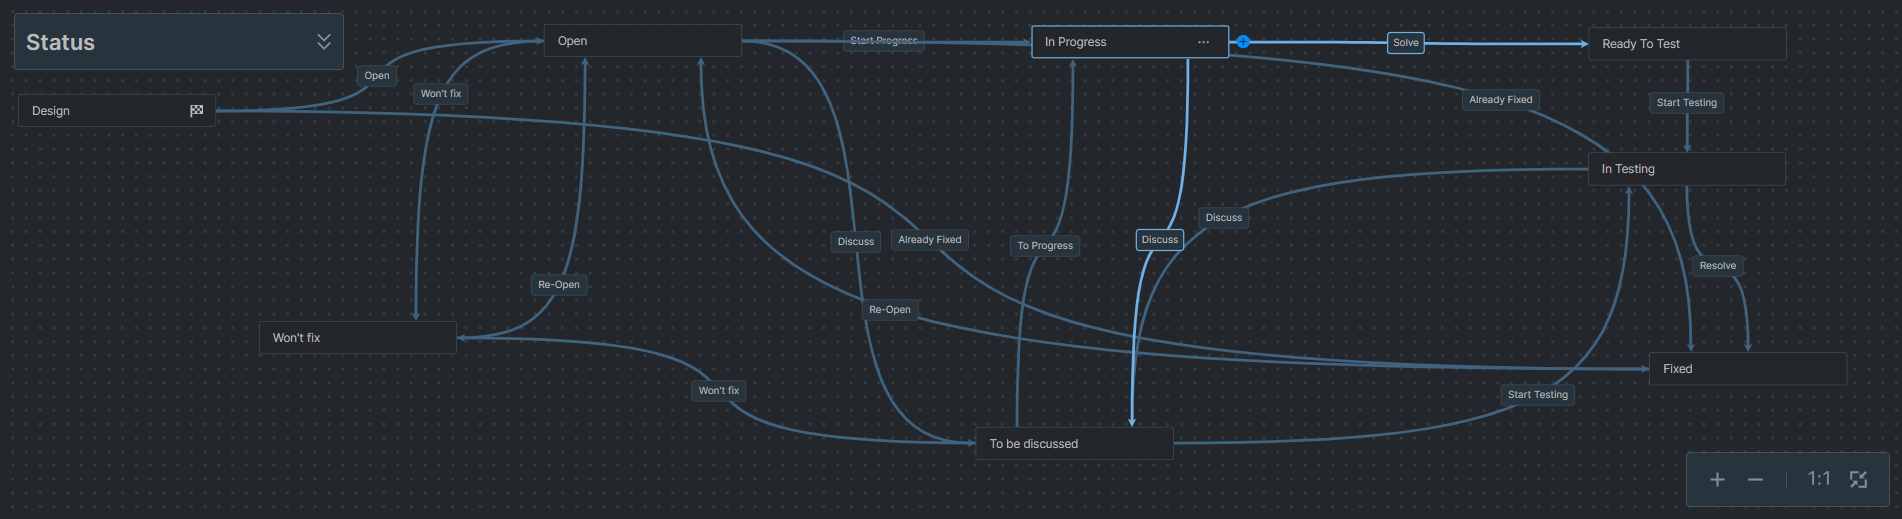 Status
Open
Start Progress
In Progress
Solve
Ready To Test
Open
Won't fix
Already Fixed
Start Testing
Design
In Testing
Discuss
Discuss
Already Fixed
To Progress
Discuss
Resolve
Re-Open
Re-Open
Won't fix
Fixed
Won't fix
Start Testing
To be discussed
1:1